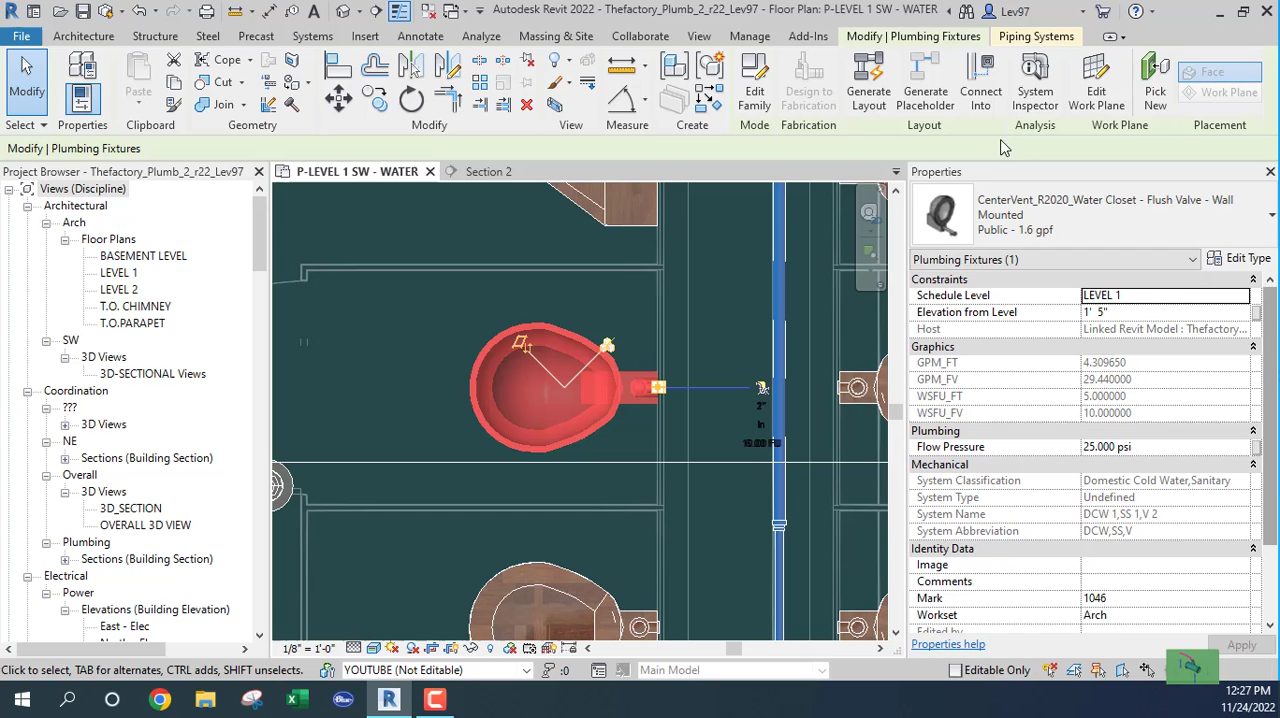 Autodesk Revit 2022 - Thefactory_Plumb_2_r22_Lev97 - Floor Plan: P-LEVEL 1 SW - WATER
Lev97
File Architecture Structure Steel Precast Systems Insert Annotate Analyze Massing & Site Collaborate View Manage Add-Ins Modify | Plumbing Fixtures Piping Systems
Modify Paste Cope Cut Join Edit Family Design to Fabrication Generate Layout Generate Placeholder Connect Into System Inspector Edit Work Plane Pick New Face Work Plane
Select Properties Clipboard Geometry Modify View Measure Create Mode Fabrication Layout Analysis Work Plane Placement
Modify | Plumbing Fixtures
Project Browser - Thefactory_Plumb_2_r22_Lev97
Views (Discipline)
Architectural
Arch
Floor Plans
BASEMENT LEVEL
LEVEL 1
LEVEL 2
T.O. CHIMNEY
T.O.PARAPET
SW
3D Views
3D-SECTIONAL Views
Coordination
???
3D Views
NE
Sections (Building Section)
Overall
3D Views
3D_SECTION
OVERALL 3D VIEW
Plumbing
Sections (Building Section)
Electrical
Power
Elevations (Building Elevation)
East - Elec
P-LEVEL 1 SW - WATER
Section 2
2"
In
Properties
CenterVent_R2020_Water Closet - Flush Valve - Wall Mounted
Public - 1.6 gpf
Plumbing Fixtures (1) Edit Type
Constraints
Schedule Level LEVEL 1
Elevation from Level 1' 5"
Host Linked Revit Model : Thefactory...
Graphics
GPM_FT 4.309650
GPM_FV 29.440000
WSFU_FT 5.000000
WSFU_FV 10.000000
Plumbing
Flow Pressure 25.000 psi
Mechanical
System Classification Domestic Cold Water,Sanitary
System Type Undefined
System Name DCW 1,SS 1,V 2
System Abbreviation DCW,SS,V
Identity Data
Image
Comments
Mark 1046
Workset Arch
Properties help Apply
1/8" = 1'-0"
Click to select, TAB for alternates, CTRL adds, SHIFT unselects. YOUTUBE (Not Editable) :0 Main Model Editable Only
12:27 PM
11/24/2022